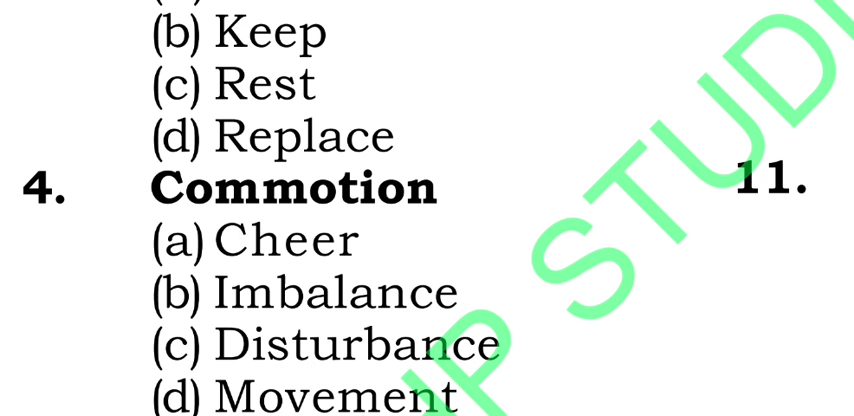 (b) Keep
(c) Rest
(d) Replace
4. Commotion
(a) Cheer
(b) Imbalance
(c) Disturbance
(d) Movement
11.